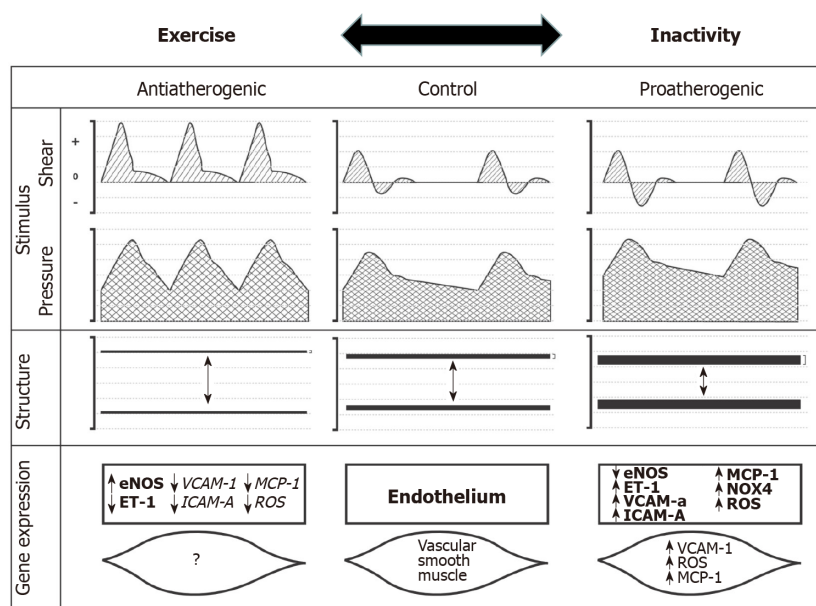 Exercise
Inactivity
Antiatherogenic
Control
Proatherogenic
Stimulus
Shear
+
0
-
Pressure
Structure
Gene expression
↑ eNOS ↓ VCAM-1 ↓ MCP-1
↓ ET-1 ↓ ICAM-A ↓ ROS
?
Endothelium
Vascular
smooth
muscle
↓ eNOS ↑ MCP-1
↑ ET-1 ↑ NOX4
↑ VCAM-a ↑ ROS
↑ ICAM-A
↑ VCAM-1
↑ ROS
↑ MCP-1